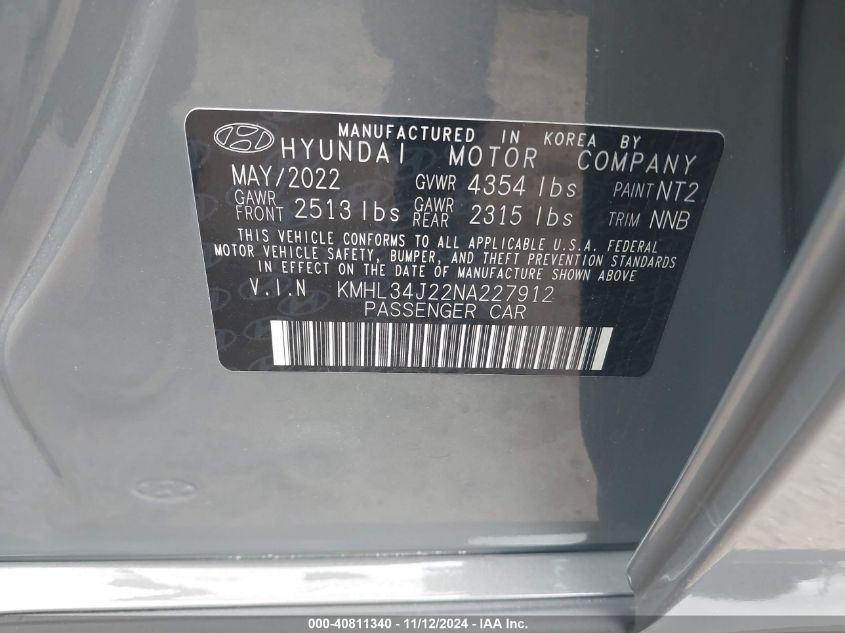 MANUFACTURED IN KOREA BY
HYUNDAI MOTOR COMPANY
MAY/2022 GVWR 4354 lbs PAINT NT2
GAWR FRONT 2513 lbs GAWR REAR 2315 lbs TRIM NNB
THIS VEHICLE CONFORMS TO ALL APPLICABLE U.S.A. FEDERAL
MOTOR VEHICLE SAFETY, BUMPER, AND THEFT PREVENTION STANDARDS
IN EFFECT ON THE DATE OF MANUFACTURE SHOWN ABOVE
V.I.N KMHL34J22NA227912
PASSENGER CAR
000-40811340 - 11/12/2024 - IAA Inc.